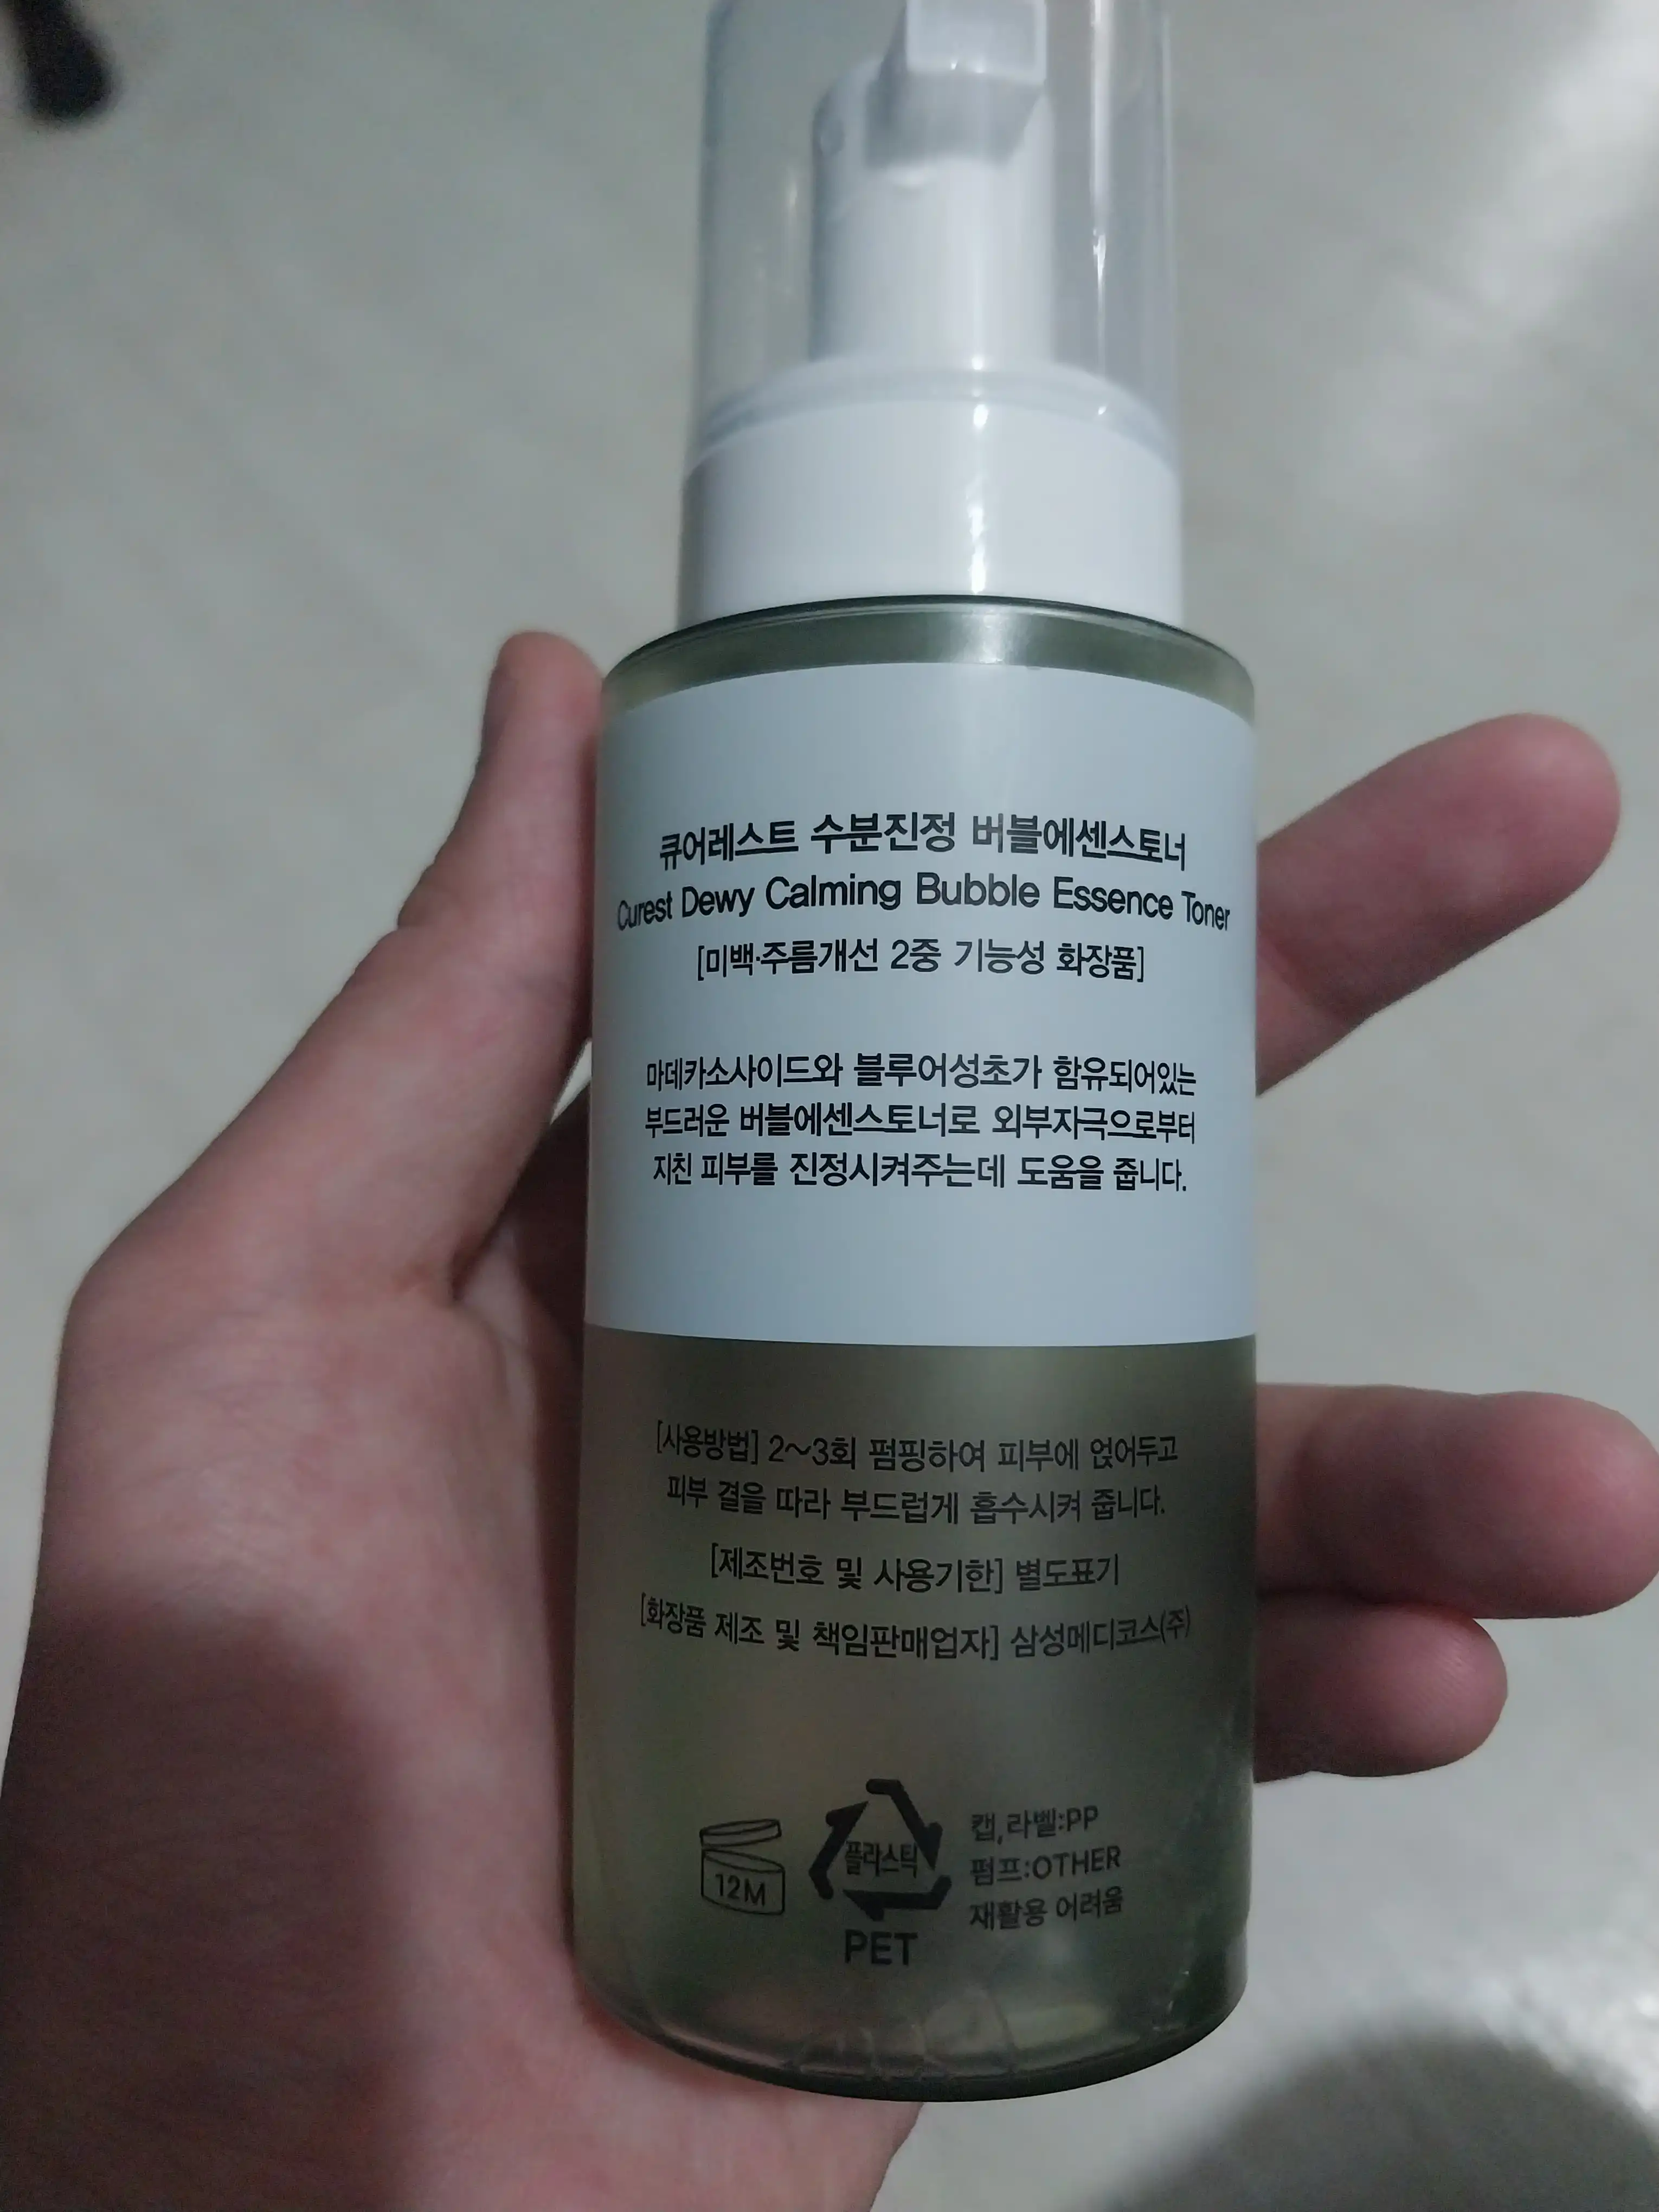 큐어레스트 수분진정 버블에센스토너
Curest Dewy Calming Bubble Essence Toner
[미백·주름개선 2중 기능성 화장품]
마데카소사이드와 블루어성초가 함유되어있는
부드러운 버블에센스토너로 외부자극으로부터
지친 피부를 진정시켜주는데 도움을 줍니다.
[사용방법] 2~3회 펌핑하여 피부에 얹어두고
피부 결을 따라 부드럽게 흡수시켜 줍니다.
[제조번호 및 사용기한] 별도표기
[화장품 제조 및 책임판매업자] 삼성메디코스(주)
12M
플라스틱
PET
캡,라벨:PP
펌프:OTHER
재활용 어려움